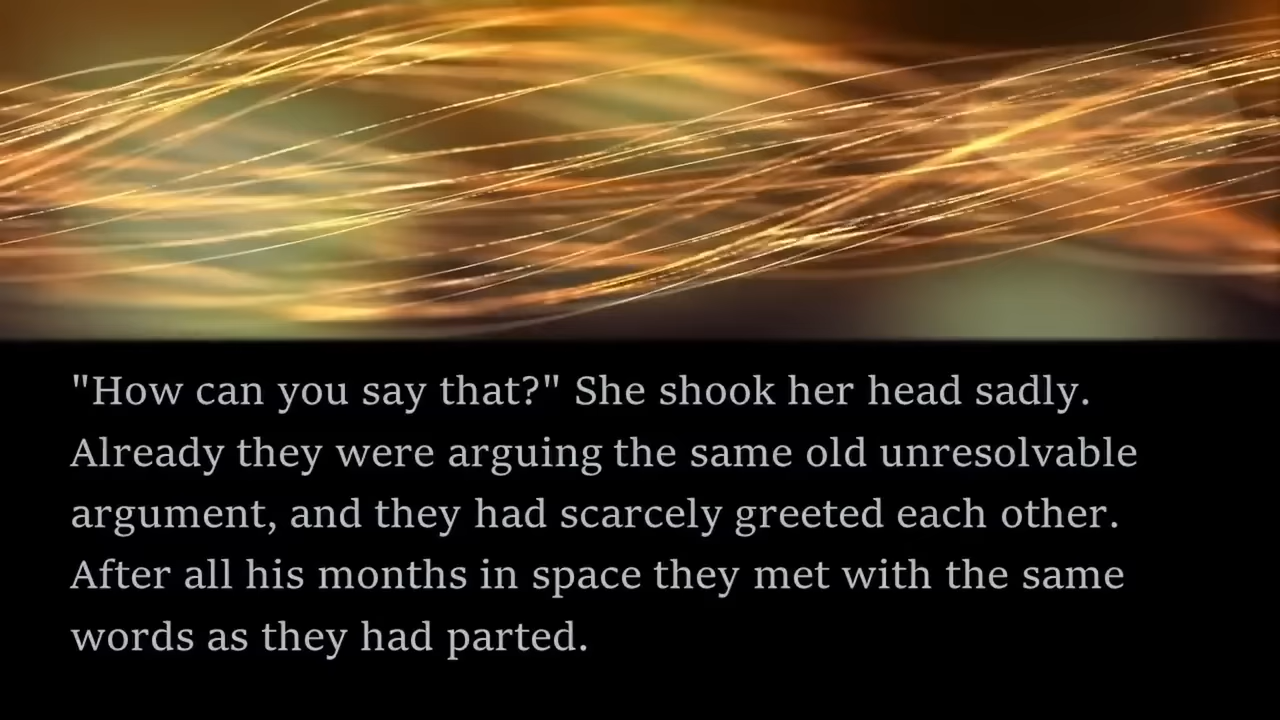 "How can you say that?" She shook her head sadly.
Already they were arguing the same old unresolvable
argument, and they had scarcely greeted each other.
After all his months in space they met with the same
words as they had parted.